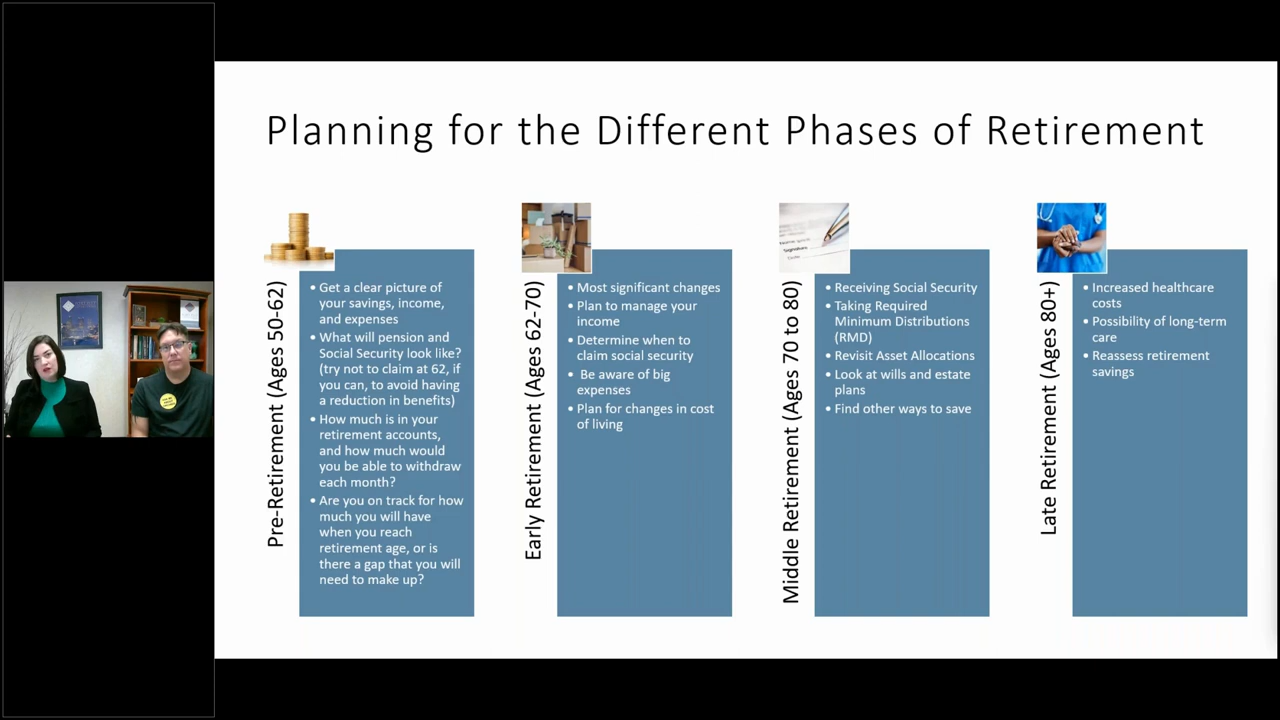 Planning for the Different Phases of Retirement
Pre-Retirement (Ages 50-62)
• Get a clear picture of
your savings, income,
and expenses
• What will pension and
Social Security look like?
(try not to claim at 62, if
you can, to avoid having
a reduction in benefits)
• How much is in your
retirement accounts,
and how much would
you be able to withdraw
each month?
• Are you on track for how
much you will have
when you reach
retirement age, or is
there a gap that you will
need to make up?
Early Retirement (Ages 62-70)
• Most significant changes
• Plan to manage your
income
• Determine when to
claim social security
• Be aware of big
expenses
• Plan for changes in cost
of living
Middle Retirement (Ages 70 to 80)
• Receiving Social Security
• Taking Required
Minimum Distributions
(RMD)
• Revisit Asset Allocations
• Look at wills and estate
plans
• Find other ways to save
Late Retirement (Ages 80+)
• Increased healthcare
costs
• Possibility of long-term
care
• Reassess retirement
savings